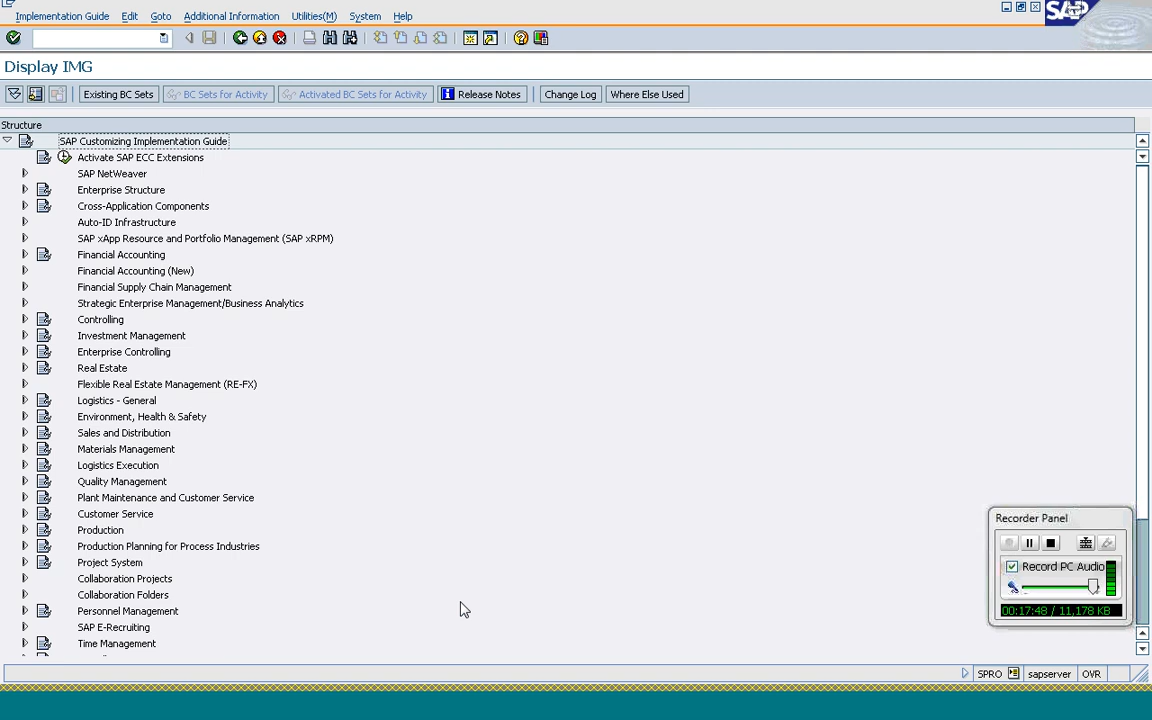 Implementation Guide Edit Goto Additional Information Utilities(M) System Help
SAP
Display IMG
Existing BC Sets BC Sets for Activity Activated BC Sets for Activity Release Notes Change Log Where Else Used
Structure
SAP Customizing Implementation Guide
Activate SAP ECC Extensions
SAP NetWeaver
Enterprise Structure
Cross-Application Components
Auto-ID Infrastructure
SAP xApp Resource and Portfolio Management (SAP xRPM)
Financial Accounting
Financial Accounting (New)
Financial Supply Chain Management
Strategic Enterprise Management/Business Analytics
Controlling
Investment Management
Enterprise Controlling
Real Estate
Flexible Real Estate Management (RE-FX)
Logistics - General
Environment, Health & Safety
Sales and Distribution
Materials Management
Logistics Execution
Quality Management
Plant Maintenance and Customer Service
Customer Service
Production
Production Planning for Process Industries
Project System
Collaboration Projects
Collaboration Folders
Personnel Management
SAP E-Recruiting
Time Management
Recorder Panel
Record PC Audio
00:17:48 / 11,178 KB
SPRO sapserver OVR